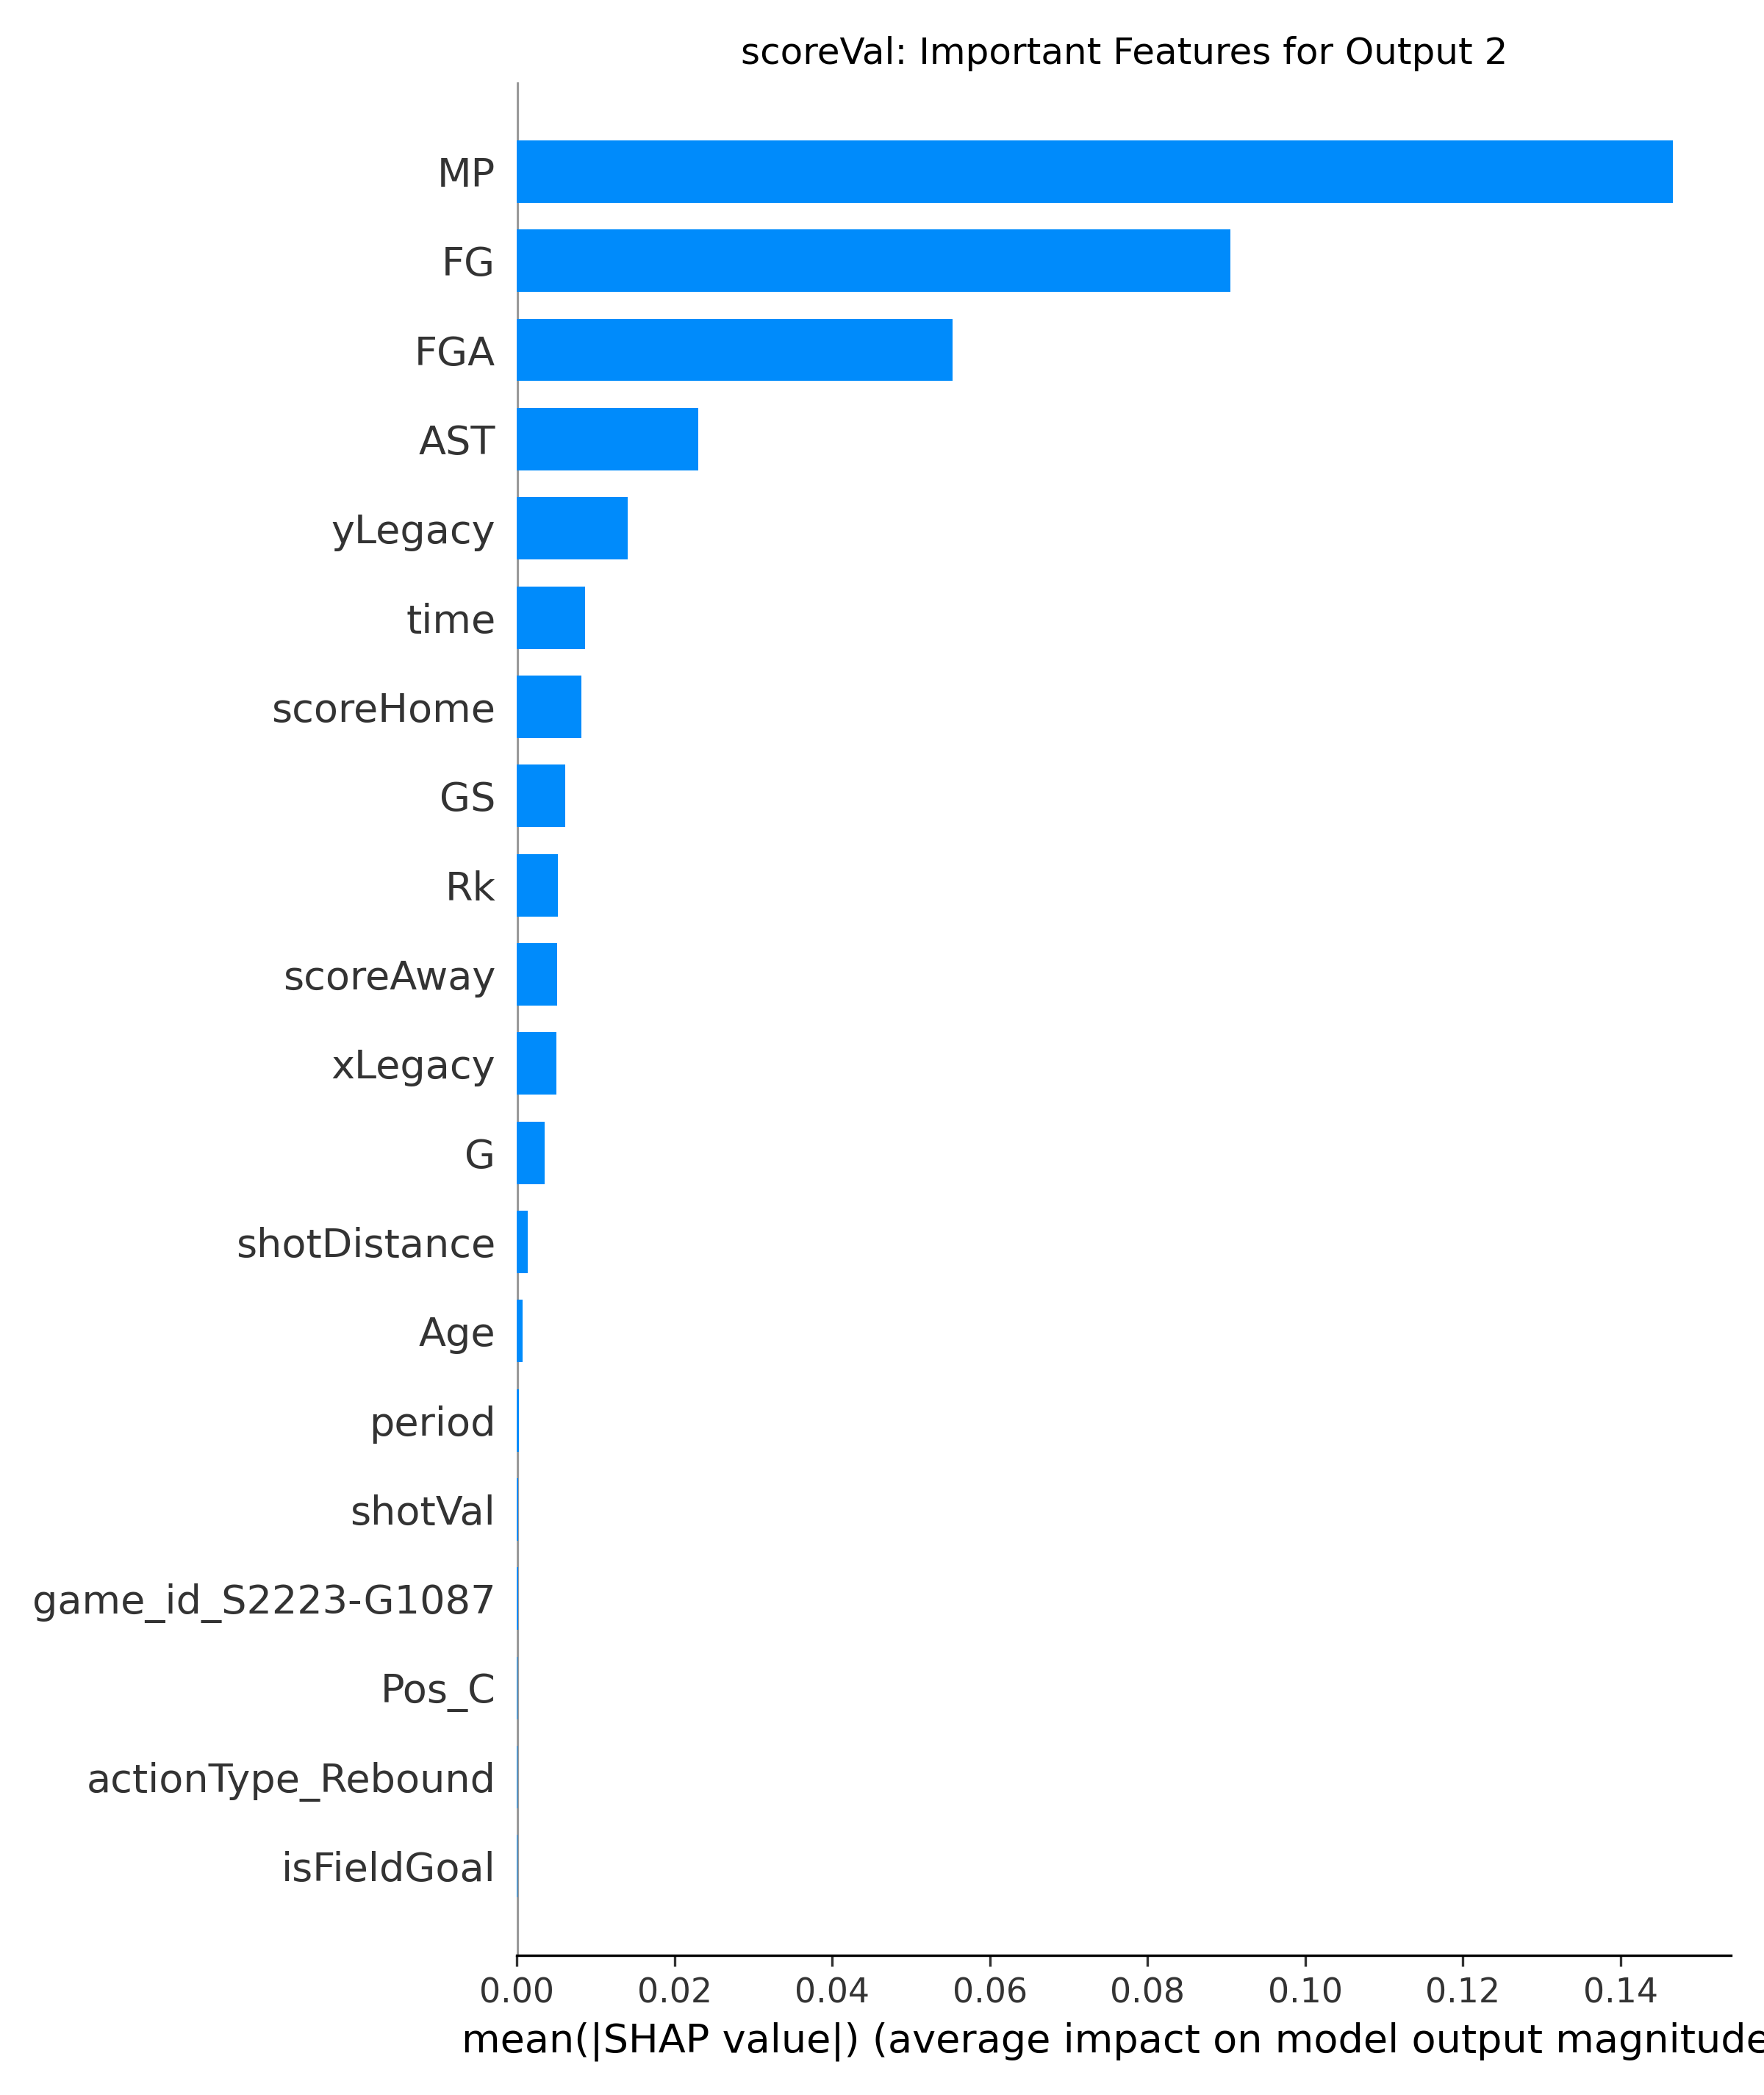 scoreVal: Important Features for Output 2
MP
FG
FGA
AST
yLegacy
time
scoreHome
GS
Rk
scoreAway
xLegacy
G
shotDistance
Age
period
shotVal
game_id_S2223-G1087
Pos_C
actionType_Rebound
isFieldGoal
0.00 0.02 0.04 0.06 0.08 0.10 0.12 0.14
mean(|SHAP value|) (average impact on model output magnitude